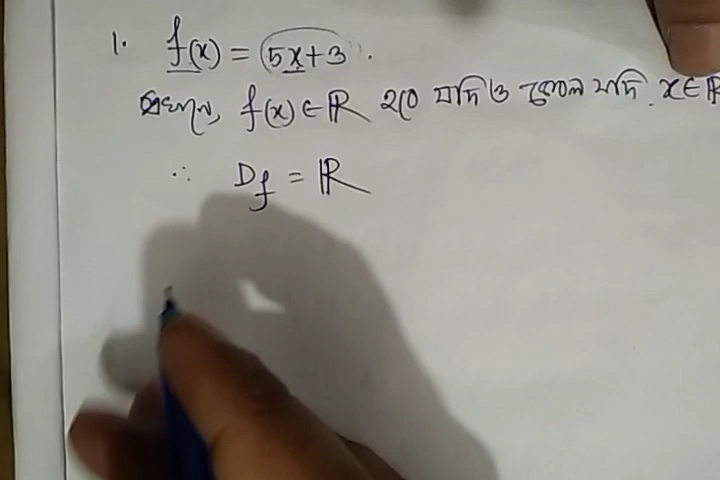 1. f(x) = 5x+3 .
এখানে, f(x) ∈ ℝ হবে যদি ও কেবল যদি x ∈ ℝ
∴ D_f = ℝ